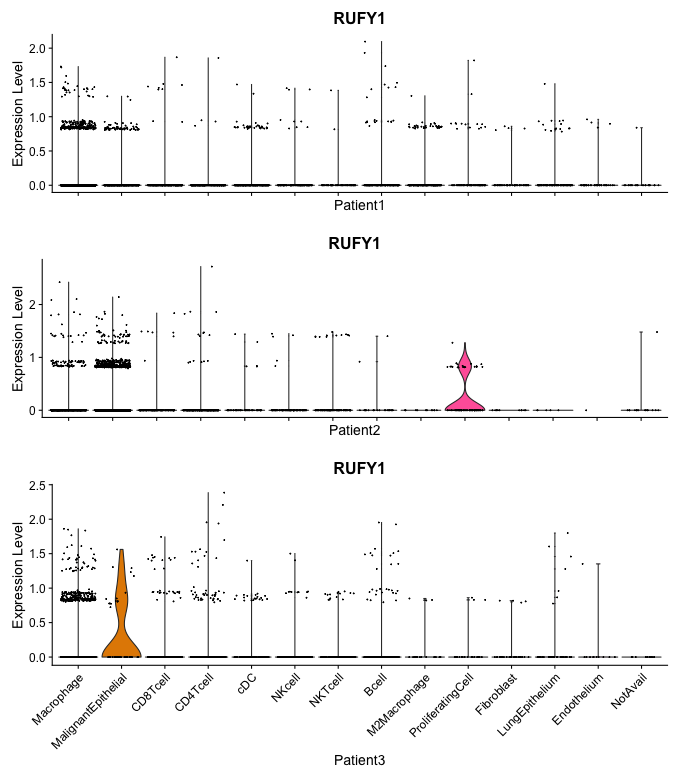 RUFY1
Expression Level
2.0
1.5
1.0
0.5
0.0
Patient1
RUFY1
Expression Level
2
1
0
Patient2
RUFY1
Expression Level
2.5
2.0
1.5
1.0
0.5
0.0
Macrophage
MalignantEpithelial
CD8Tcell
CD4Tcell
cDC
NKcell
NKTcell
Bcell
M2Macrophage
ProliferatingCell
Fibroblast
LungEpithelium
Endothelium
NotAvail
Patient3